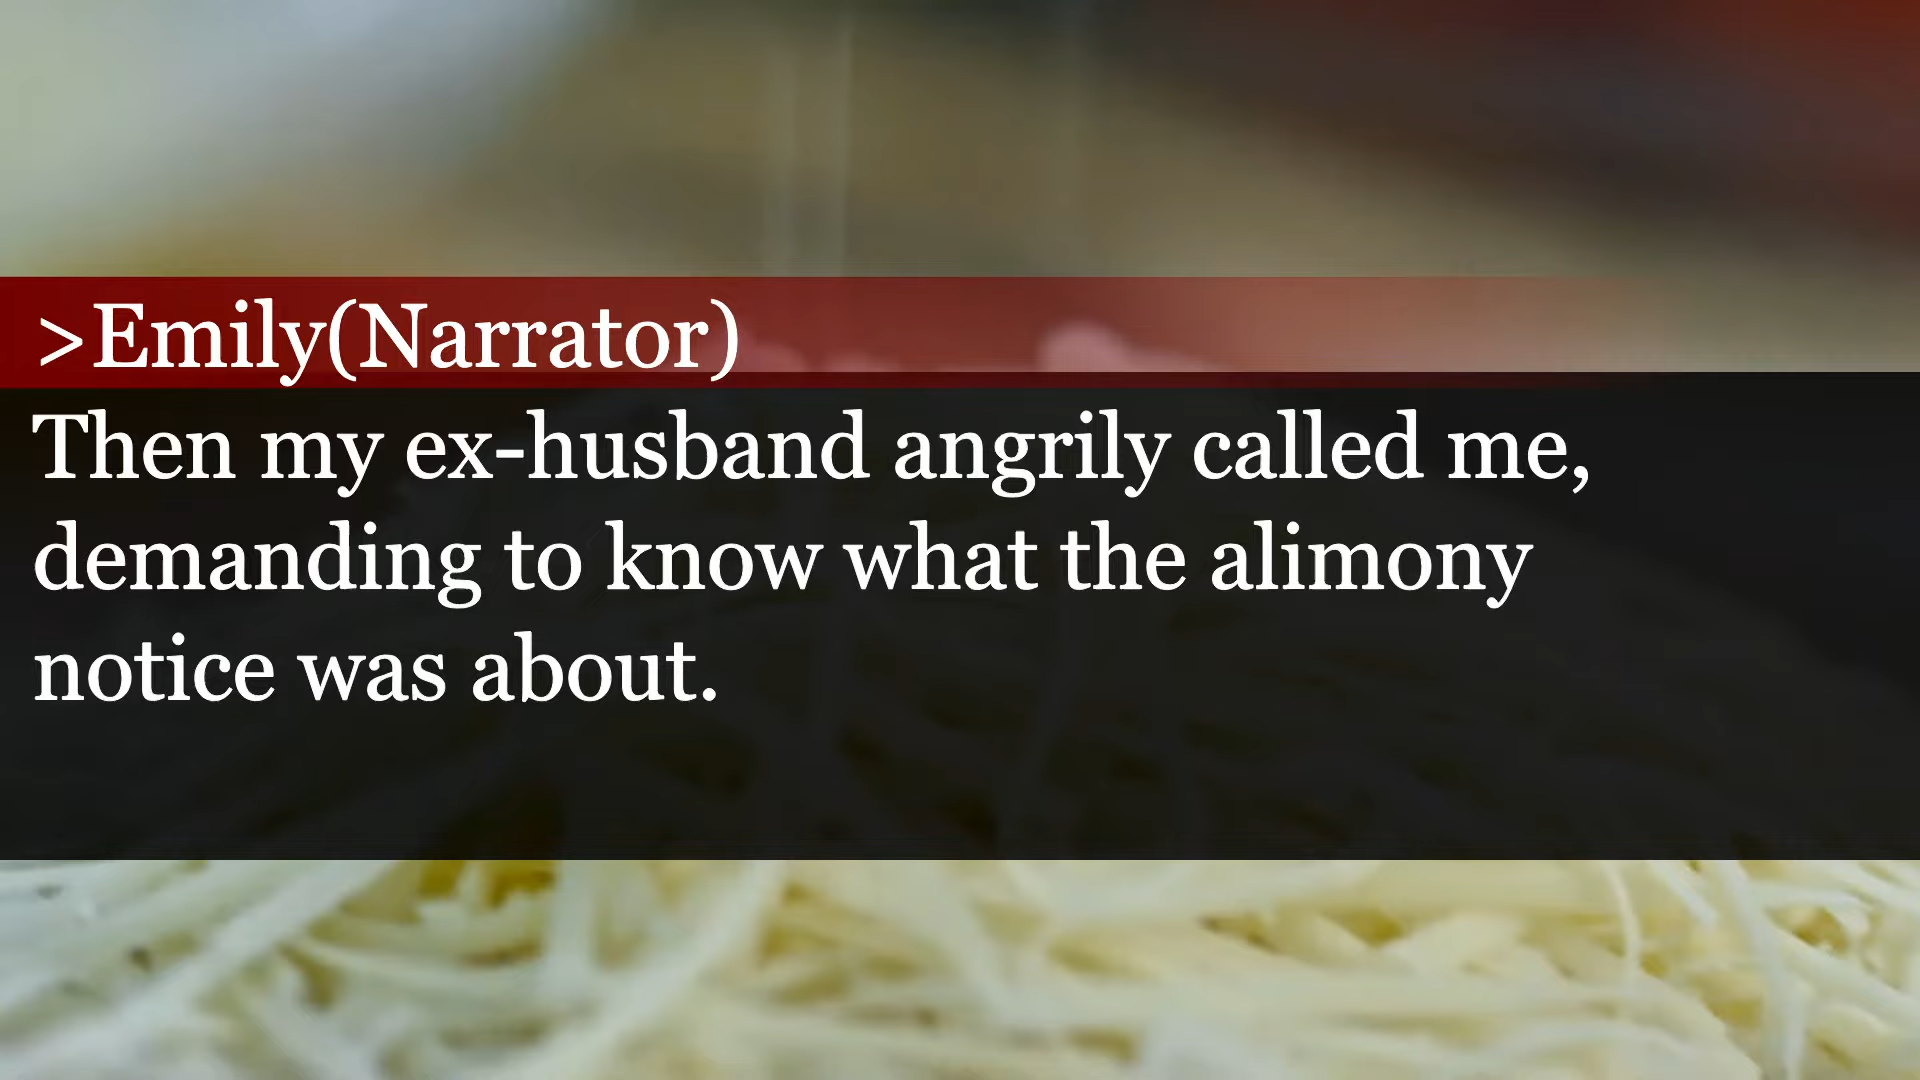 >Emily(Narrator)
Then my ex-husband angrily called me,
demanding to know what the alimony
notice was about.